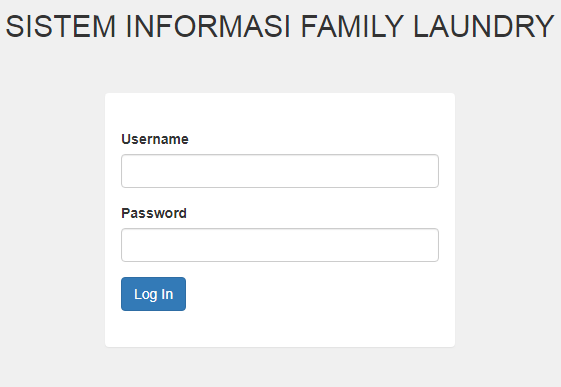 SISTEM INFORMASI FAMILY LAUNDRY
Username
Password
Log In